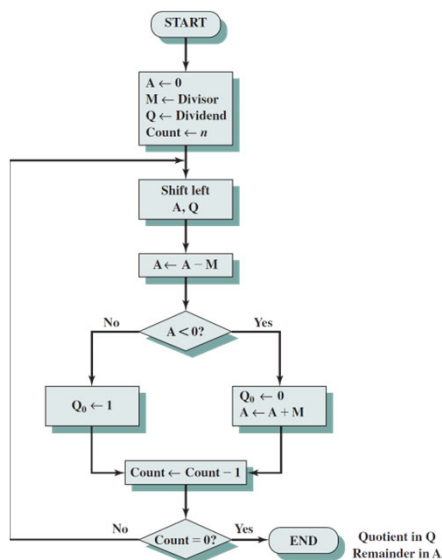 START
A ← 0
M ← Divisor
Q ← Dividend
Count ← n
Shift left
A, Q
A ← A − M
No
A < 0?
Yes
Q₀ ← 1
Q₀ ← 0
A ← A + M
Count ← Count − 1
No
Count = 0?
Yes
END
Quotient in Q
Remainder in A